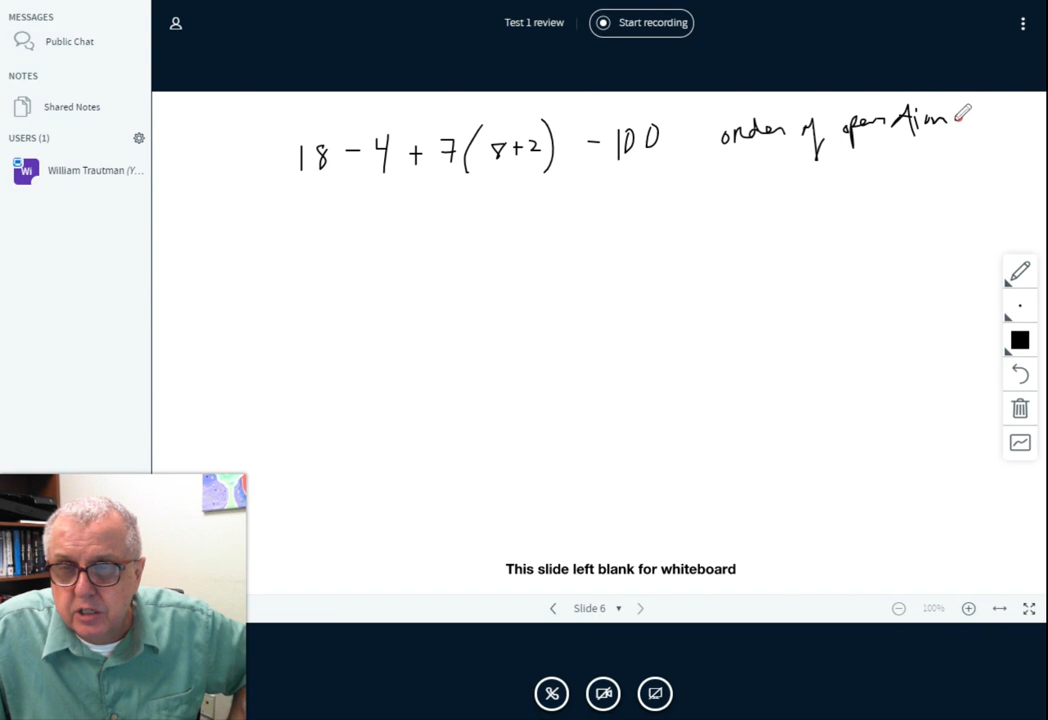 MESSAGES
Public Chat
NOTES
Shared Notes
USERS (1)
Wi
William Trautman (Y...
Test 1 review
Start recording
18 - 4 + 7(8+2) - 100
order of operation
This slide left blank for whiteboard
Slide 6
100%